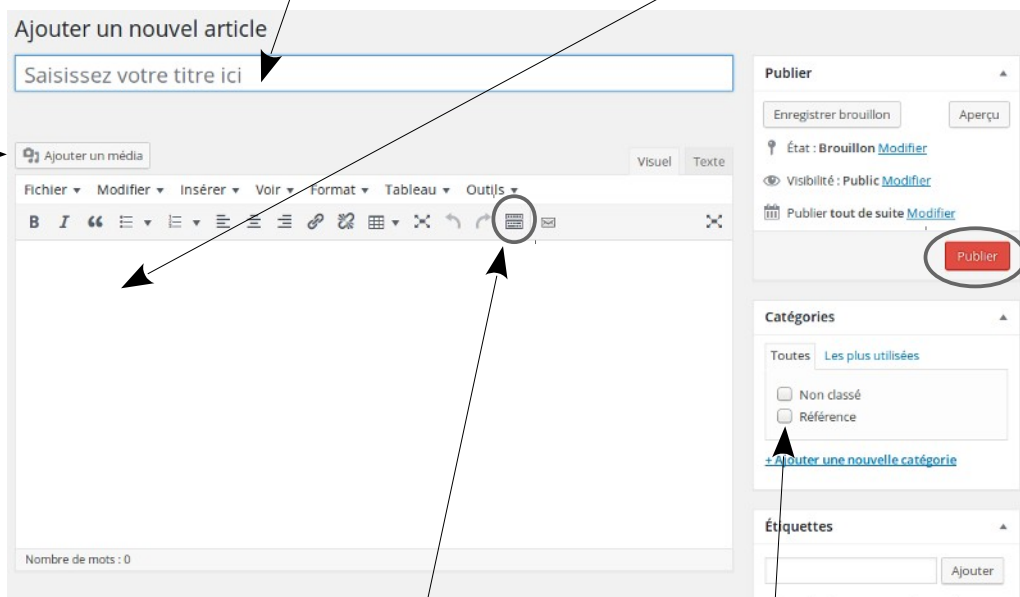 Ajouter un nouvel article
Saisissez votre titre ici
Ajouter un média
Visuel Texte
Fichier Modifier Insérer Voir Format Tableau Outils
B I
Nombre de mots : 0
Publier
Enregistrer brouillon Aperçu
État : Brouillon Modifier
Visibilité : Public Modifier
Publier tout de suite Modifier
Publier
Catégories
Toutes Les plus utilisées
Non classé
Référence
+ Ajouter une nouvelle catégorie
Étiquettes
Ajouter